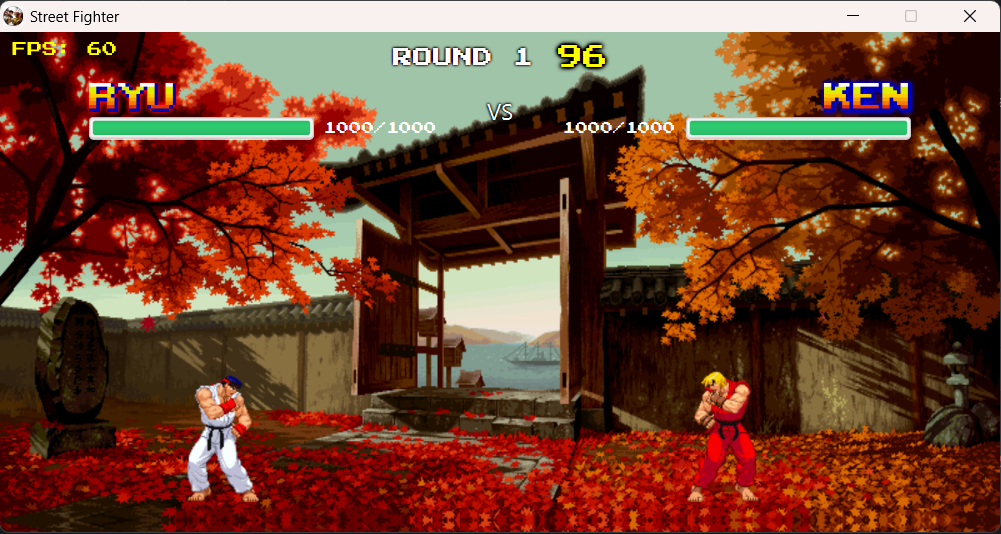 Street Fighter
FPS: 60
ROUND 1 96
RYU
VS
KEN
1000/1000
1000/1000